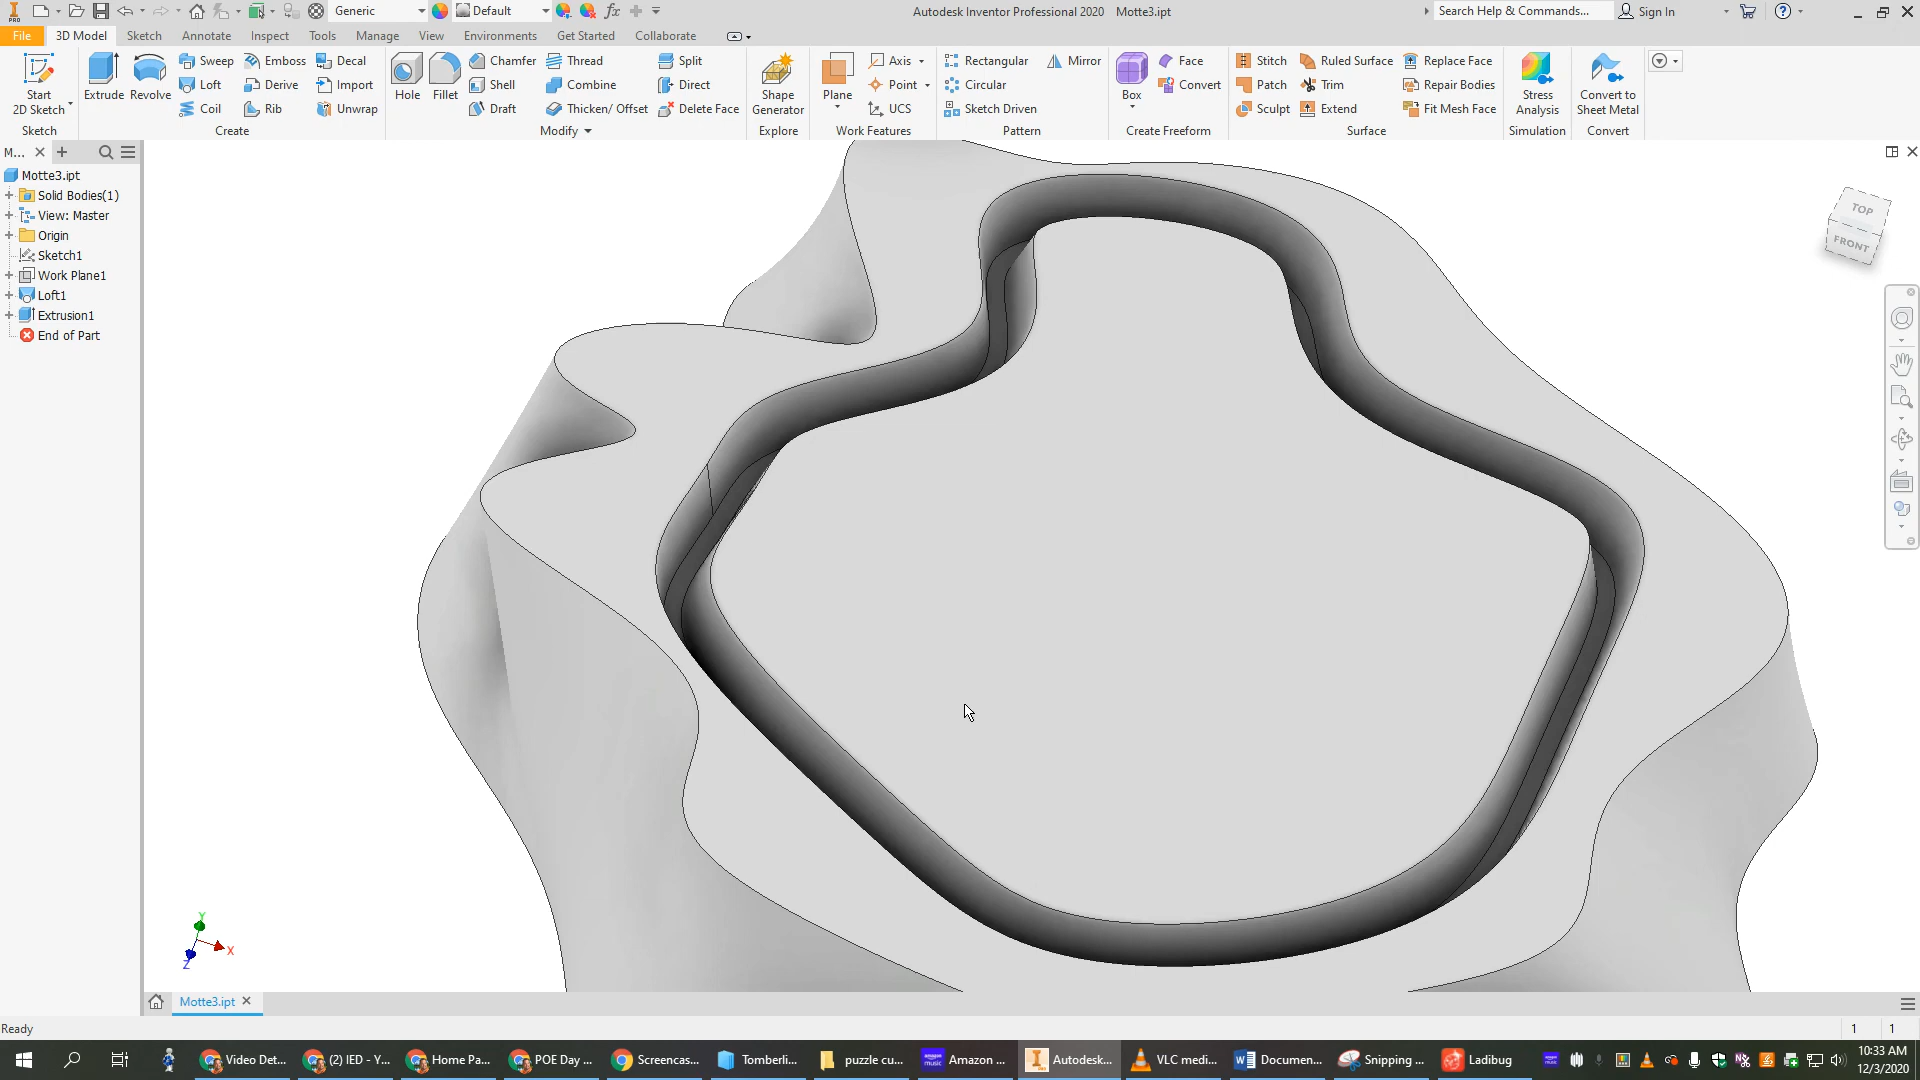 PRO
Generic
Default
fx
Autodesk Inventor Professional 2020 Motte3.ipt
Search Help & Commands...
Sign In
File 3D Model Sketch Annotate Inspect Tools Manage View Environments Get Started Collaborate
Start
2D Sketch
Extrude
Revolve
Sweep
Loft
Coil
Emboss
Derive
Rib
Decal
Import
Unwrap
Hole
Fillet
Chamfer
Shell
Draft
Thread
Combine
Thicken/ Offset
Split
Direct
Delete Face
Shape
Generator
Plane
Axis
Point
UCS
Rectangular
Circular
Sketch Driven
Mirror
Box
Face
Convert
Stitch
Patch
Sculpt
Ruled Surface
Trim
Extend
Replace Face
Repair Bodies
Fit Mesh Face
Stress
Analysis
Convert to
Sheet Metal
Sketch
Create
Modify
Explore
Work Features
Pattern
Create Freeform
Surface
Simulation
Convert
M...
Motte3.ipt
Solid Bodies(1)
View: Master
Origin
Sketch1
Work Plane1
Loft1
Extrusion1
End of Part
TOP
FRONT
Y
X
Z
Motte3.ipt
Ready
1 1
Video Det...
(2) IED - Y...
Home Pa...
POE Day ...
Screencas...
Tomberli...
puzzle cu...
Amazon ...
Autodesk...
VLC medi...
Documen...
Snipping ...
Ladibug
10:33 AM
12/3/2020